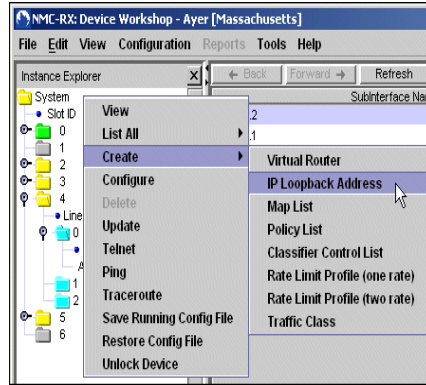 NMC-RX: Device Workshop - Ayer [Massachusetts]
File Edit View Configuration Reports Tools Help
Instance Explorer
Back Forward Refresh
SubInterface Na
System
Slot ID
0
1
2
3
4
Line
0
A
1
2
5
6
.2
.1
View
List All
Create
Configure
Delete
Update
Telnet
Ping
Traceroute
Save Running Config File
Restore Config File
Unlock Device
Virtual Router
IP Loopback Address
Map List
Policy List
Classifier Control List
Rate Limit Profile (one rate)
Rate Limit Profile (two rate)
Traffic Class